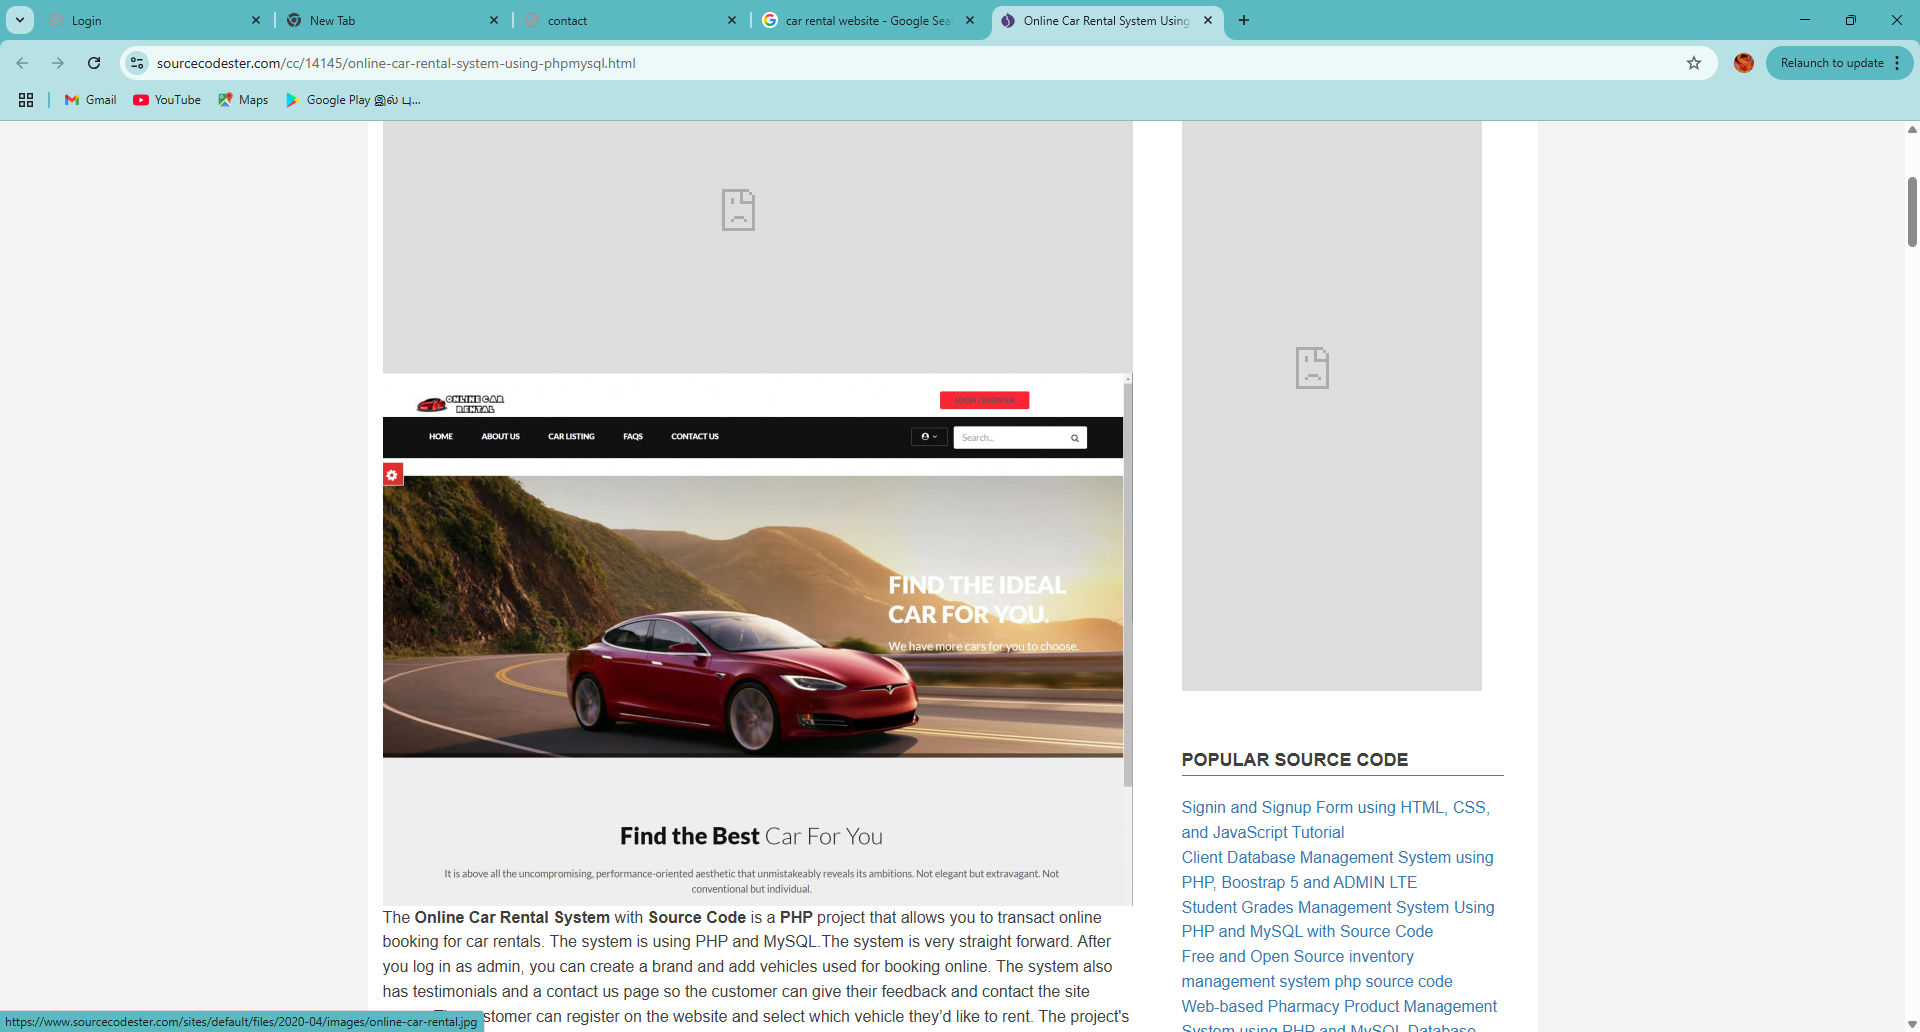 Login
New Tab
contact
car rental website - Google Sea
Online Car Rental System Using
sourcecodester.com/cc/14145/online-car-rental-system-using-phpmysql.html
Relaunch to update
Gmail
YouTube
Maps
Google Play இல் பு...
ONLINE CAR
RENTAL
LOGIN / REGISTER
HOME
ABOUT US
CAR LISTING
FAQS
CONTACT US
Search...
FIND THE IDEAL
CAR FOR YOU.
We have more cars for you to choose.
Find the Best Car For You
It is above all the uncompromising, performance-oriented aesthetic that unmistakeably reveals its ambitions. Not elegant but extravagant. Not
conventional but individual.
The Online Car Rental System with Source Code is a PHP project that allows you to transact online
booking for car rentals. The system is using PHP and MySQL.The system is very straight forward. After
you log in as admin, you can create a brand and add vehicles used for booking online. The system also
has testimonials and a contact us page so the customer can give their feedback and contact the site
customer can register on the website and select which vehicle they'd like to rent. The project's
POPULAR SOURCE CODE
Signin and Signup Form using HTML, CSS,
and JavaScript Tutorial
Client Database Management System using
PHP, Boostrap 5 and ADMIN LTE
Student Grades Management System Using
PHP and MySQL with Source Code
Free and Open Source inventory
management system php source code
Web-based Pharmacy Product Management
System using PHP and MySQL Database
https://www.sourcecodester.com/sites/default/files/2020-04/images/online-car-rental.jpg